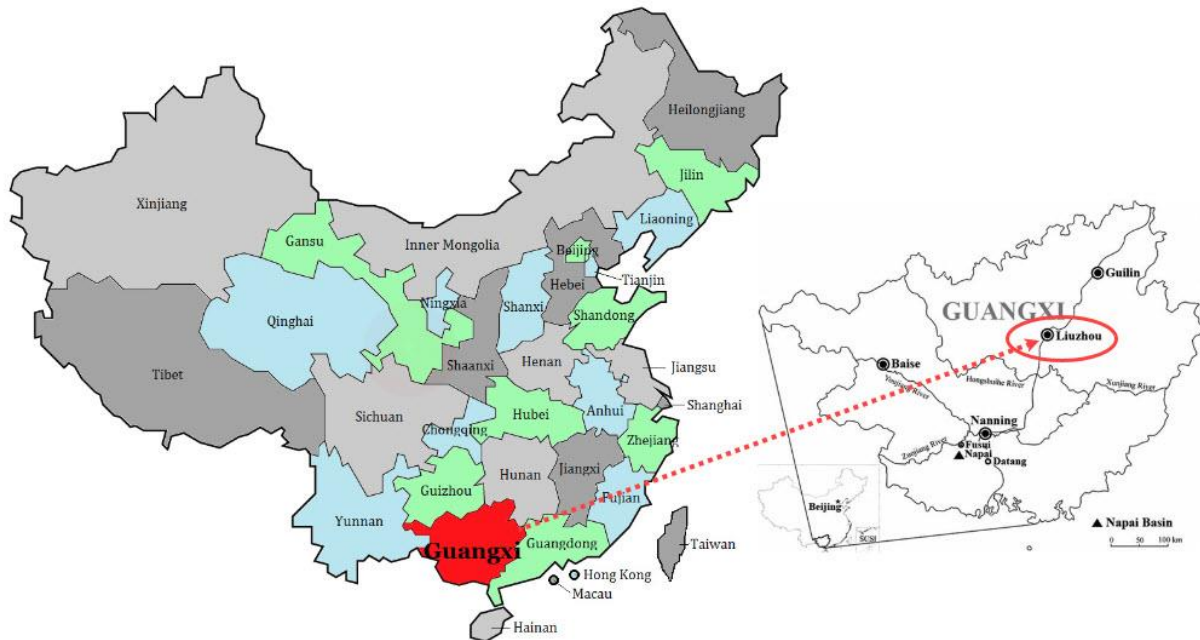 Heilongjiang
Jilin
Xinjiang
Liaoning
Gansu
Inner Mongolia
Beijing
Tianjin
Hebei
Ningxia
Shanxi
Shandong
Qinghai
Shaanxi
Henan
Jiangsu
Tibet
Sichuan
Hubei
Anhui
Shanghai
Chongqing
Zhejiang
Hunan
Jiangxi
Guizhou
Fujian
Yunnan
Guangxi
Guangdong
Taiwan
Hong Kong
Macau
Hainan
Guilin
GUANGXI
Liuzhou
Baise
Youjiang River
Hongshuihe River
Xunjiang River
Nanning
Zuojiang River
Fusui
Napai
Datang
Beijing
SCSI
Napai Basin
0 50 100 km